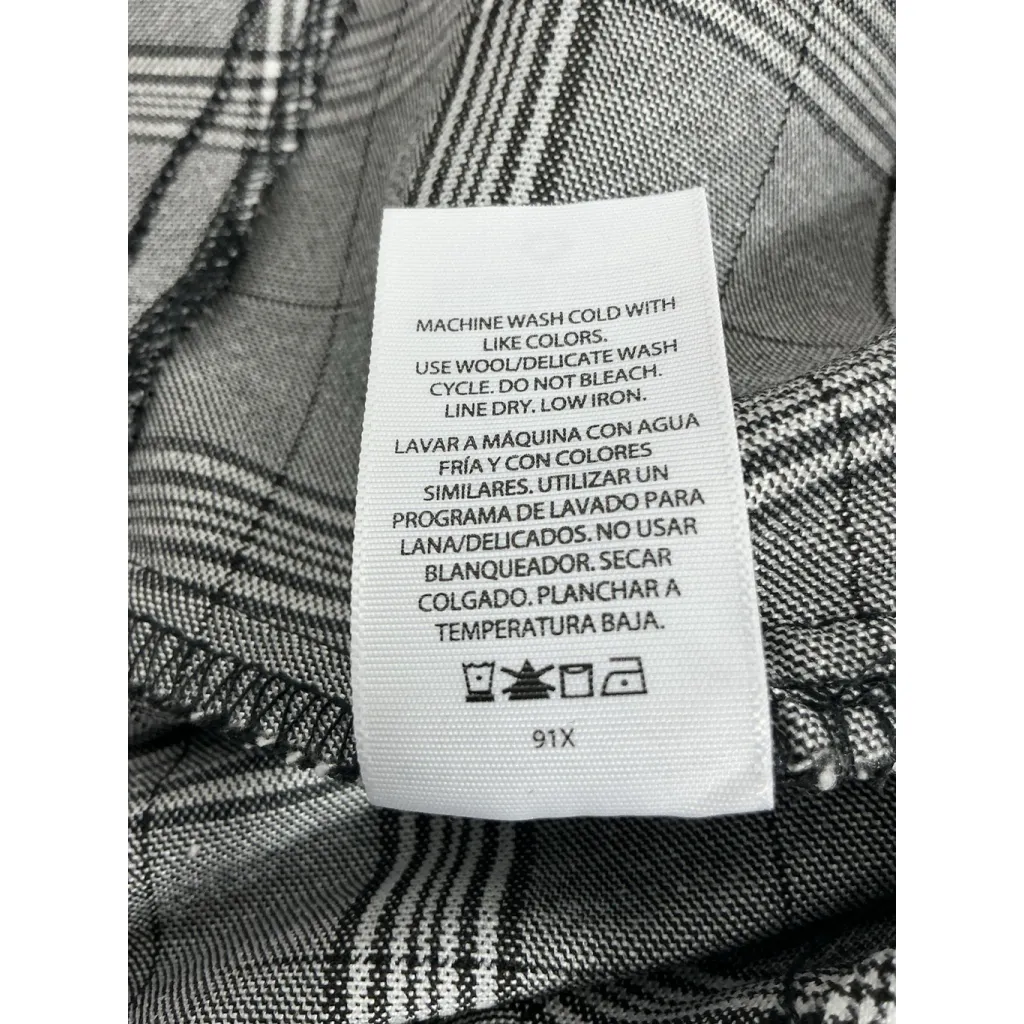 MACHINE WASH COLD WITH
LIKE COLORS.
USE WOOL/DELICATE WASH
CYCLE. DO NOT BLEACH.
LINE DRY. LOW IRON.
LAVAR A MÁQUINA CON AGUA
FRÍA Y CON COLORES
SIMILARES. UTILIZAR UN
PROGRAMA DE LAVADO PARA
LANA/DELICADOS. NO USAR
BLANQUEADOR. SECAR
COLGADO. PLANCHAR A
TEMPERATURA BAJA.
91X